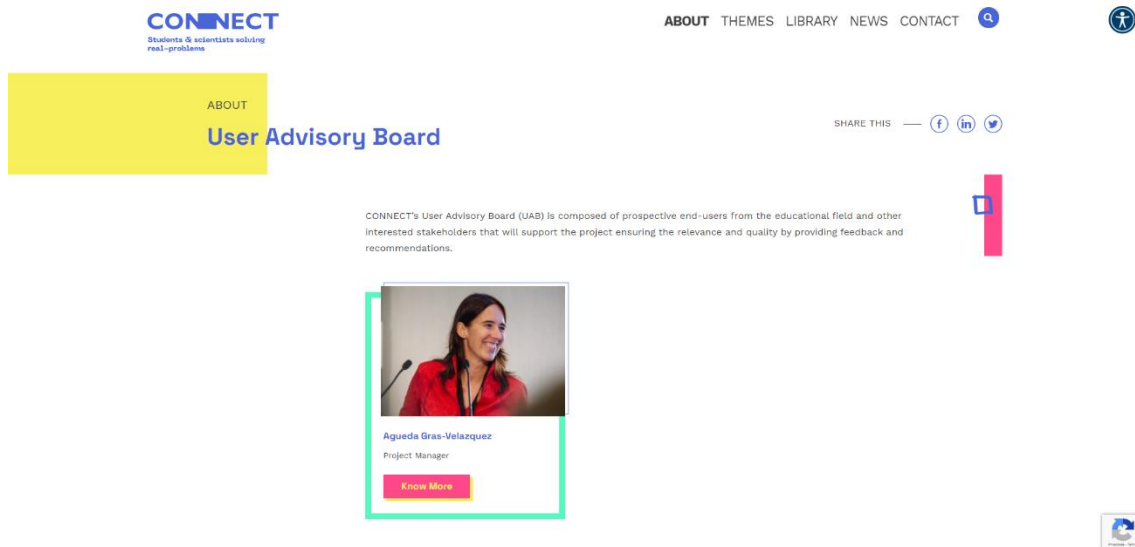 CONNECT
Students & scientists solving
real-problems
ABOUT THEMES LIBRARY NEWS CONTACT
ABOUT
User Advisory Board
SHARE THIS
CONNECT's User Advisory Board (UAB) is composed of prospective end-users from the educational field and other
interested stakeholders that will support the project ensuring the relevance and quality by providing feedback and
recommendations.
Agueda Gras-Velazquez
Project Manager
Know More